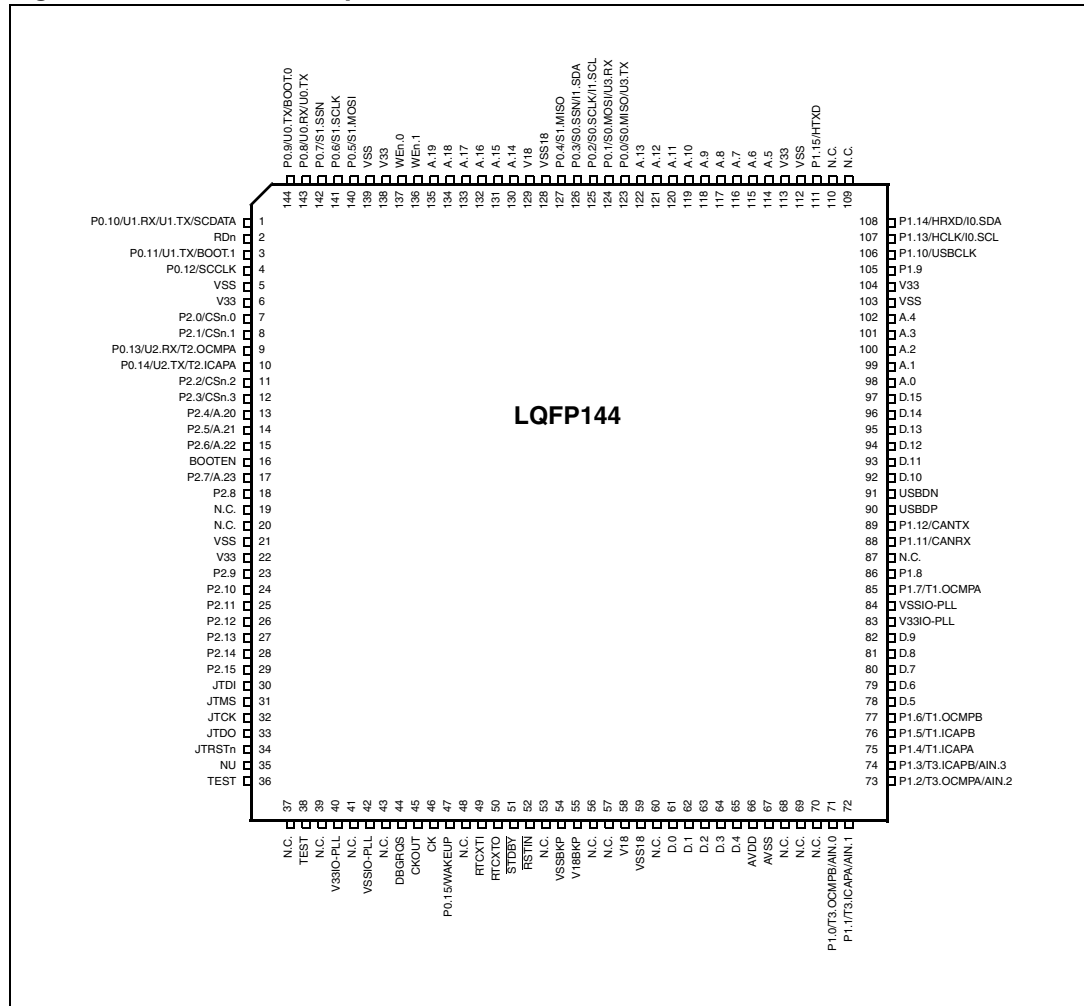 P0.9/U0.TX/BOOT.0
P0.8/U0.RX/U0.TX
P0.7/S1.SSN
P0.6/S1.SCLK
P0.5/S1.MOSI
VSS
V33
WEn.0
WEn.1
A.19
A.18
A.17
A.16
A.15
A.14
V18
VSS18
P0.4/S1.MISO
P0.3/S0.SSN/I1.SDA
P0.2/S0.SCLK/I1.SCL
P0.1/S0.MOSI/U3.RX
P0.0/S0.MISO/U3.TX
A.13
A.12
A.11
A.10
A.9
A.8
A.7
A.6
A.5
V33
VSS
P1.15/HTXD
N.C.
N.C.
144
143
142
141
140
139
138
137
136
135
134
133
132
131
130
129
128
127
126
125
124
123
122
121
120
119
118
117
116
115
114
113
112
111
110
109
P0.10/U1.RX/U1.TX/SCDATA 1
RDn 2
P0.11/U1.TX/BOOT.1 3
P0.12/SCCLK 4
VSS 5
V33 6
P2.0/CSn.0 7
P2.1/CSn.1 8
P0.13/U2.RX/T2.OCMPA 9
P0.14/U2.TX/T2.ICAPA 10
P2.2/CSn.2 11
P2.3/CSn.3 12
P2.4/A.20 13
P2.5/A.21 14
P2.6/A.22 15
BOOTEN 16
P2.7/A.23 17
P2.8 18
N.C. 19
N.C. 20
VSS 21
V33 22
P2.9 23
P2.10 24
P2.11 25
P2.12 26
P2.13 27
P2.14 28
P2.15 29
JTDI 30
JTMS 31
JTCK 32
JTDO 33
JTRSTn 34
NU 35
TEST 36
LQFP144
108 P1.14/HRXD/I0.SDA
107 P1.13/HCLK/I0.SCL
106 P1.10/USBCLK
105 P1.9
104 V33
103 VSS
102 A.4
101 A.3
100 A.2
99 A.1
98 A.0
97 D.15
96 D.14
95 D.13
94 D.12
93 D.11
92 D.10
91 USBDN
90 USBDP
89 P1.12/CANTX
88 P1.11/CANRX
87 N.C.
86 P1.8
85 P1.7/T1.OCMPA
84 VSSIO-PLL
83 V33IO-PLL
82 D.9
81 D.8
80 D.7
79 D.6
78 D.5
77 P1.6/T1.OCMPB
76 P1.5/T1.ICAPB
75 P1.4/T1.ICAPA
74 P1.3/T3.ICAPB/AIN.3
73 P1.2/T3.OCMPA/AIN.2
37
38
39
40
41
42
43
44
45
46
47
48
49
50
51
52
53
54
55
56
57
58
59
60
61
62
63
64
65
66
67
68
69
70
71
72
N.C.
TEST
N.C.
V33IO-PLL
N.C.
VSSIO-PLL
N.C.
DBGRQS
CKOUT
CK
P0.15/WAKEUP
N.C.
RTCXTI
RTCXTO
STDBY
RSTIN
N.C.
VSSBKP
V18BKP
N.C.
N.C.
V18
VSS18
N.C.
D.0
D.1
D.2
D.3
D.4
AVDD
AVSS
N.C.
N.C.
N.C.
P1.0/T3.OCMPB/AIN.0
P1.1/T3.ICAPA/AIN.1